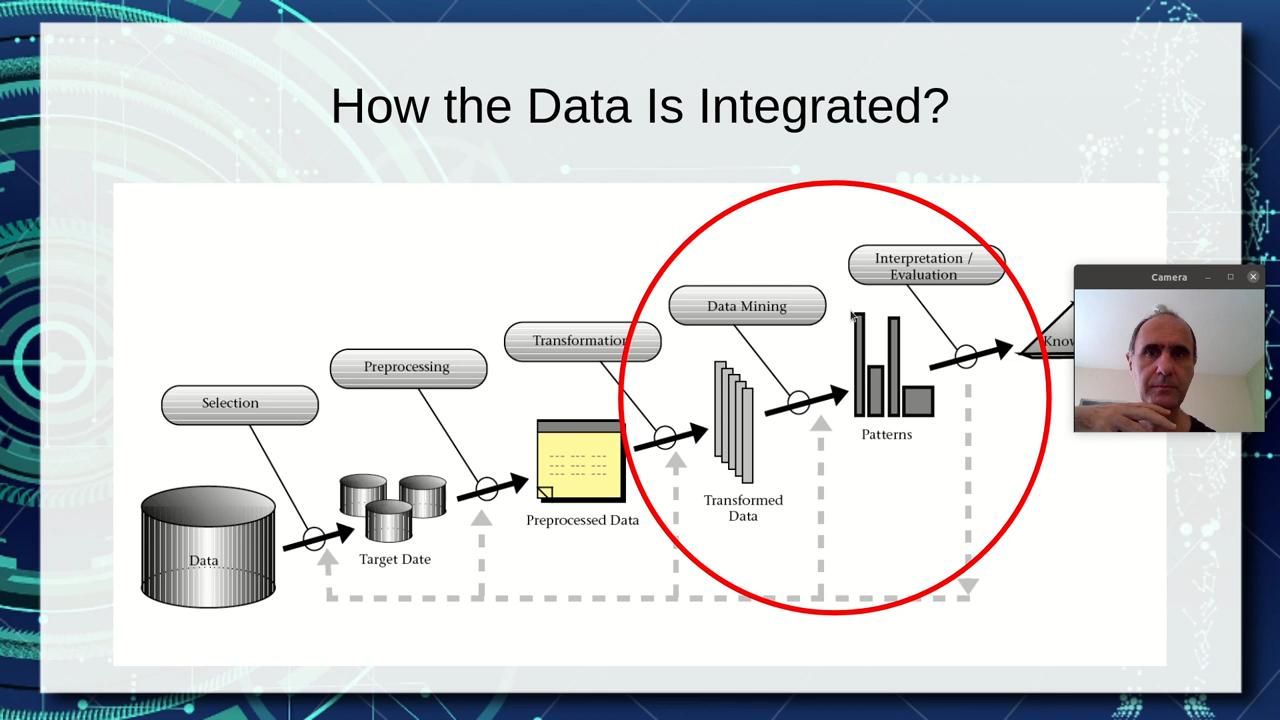 How the Data Is Integrated?
Interpretation /
Evaluation
Camera
Data Mining
Transformation
Know
Preprocessing
Selection
Patterns
Transformed
Data
Preprocessed Data
Target Date
Data